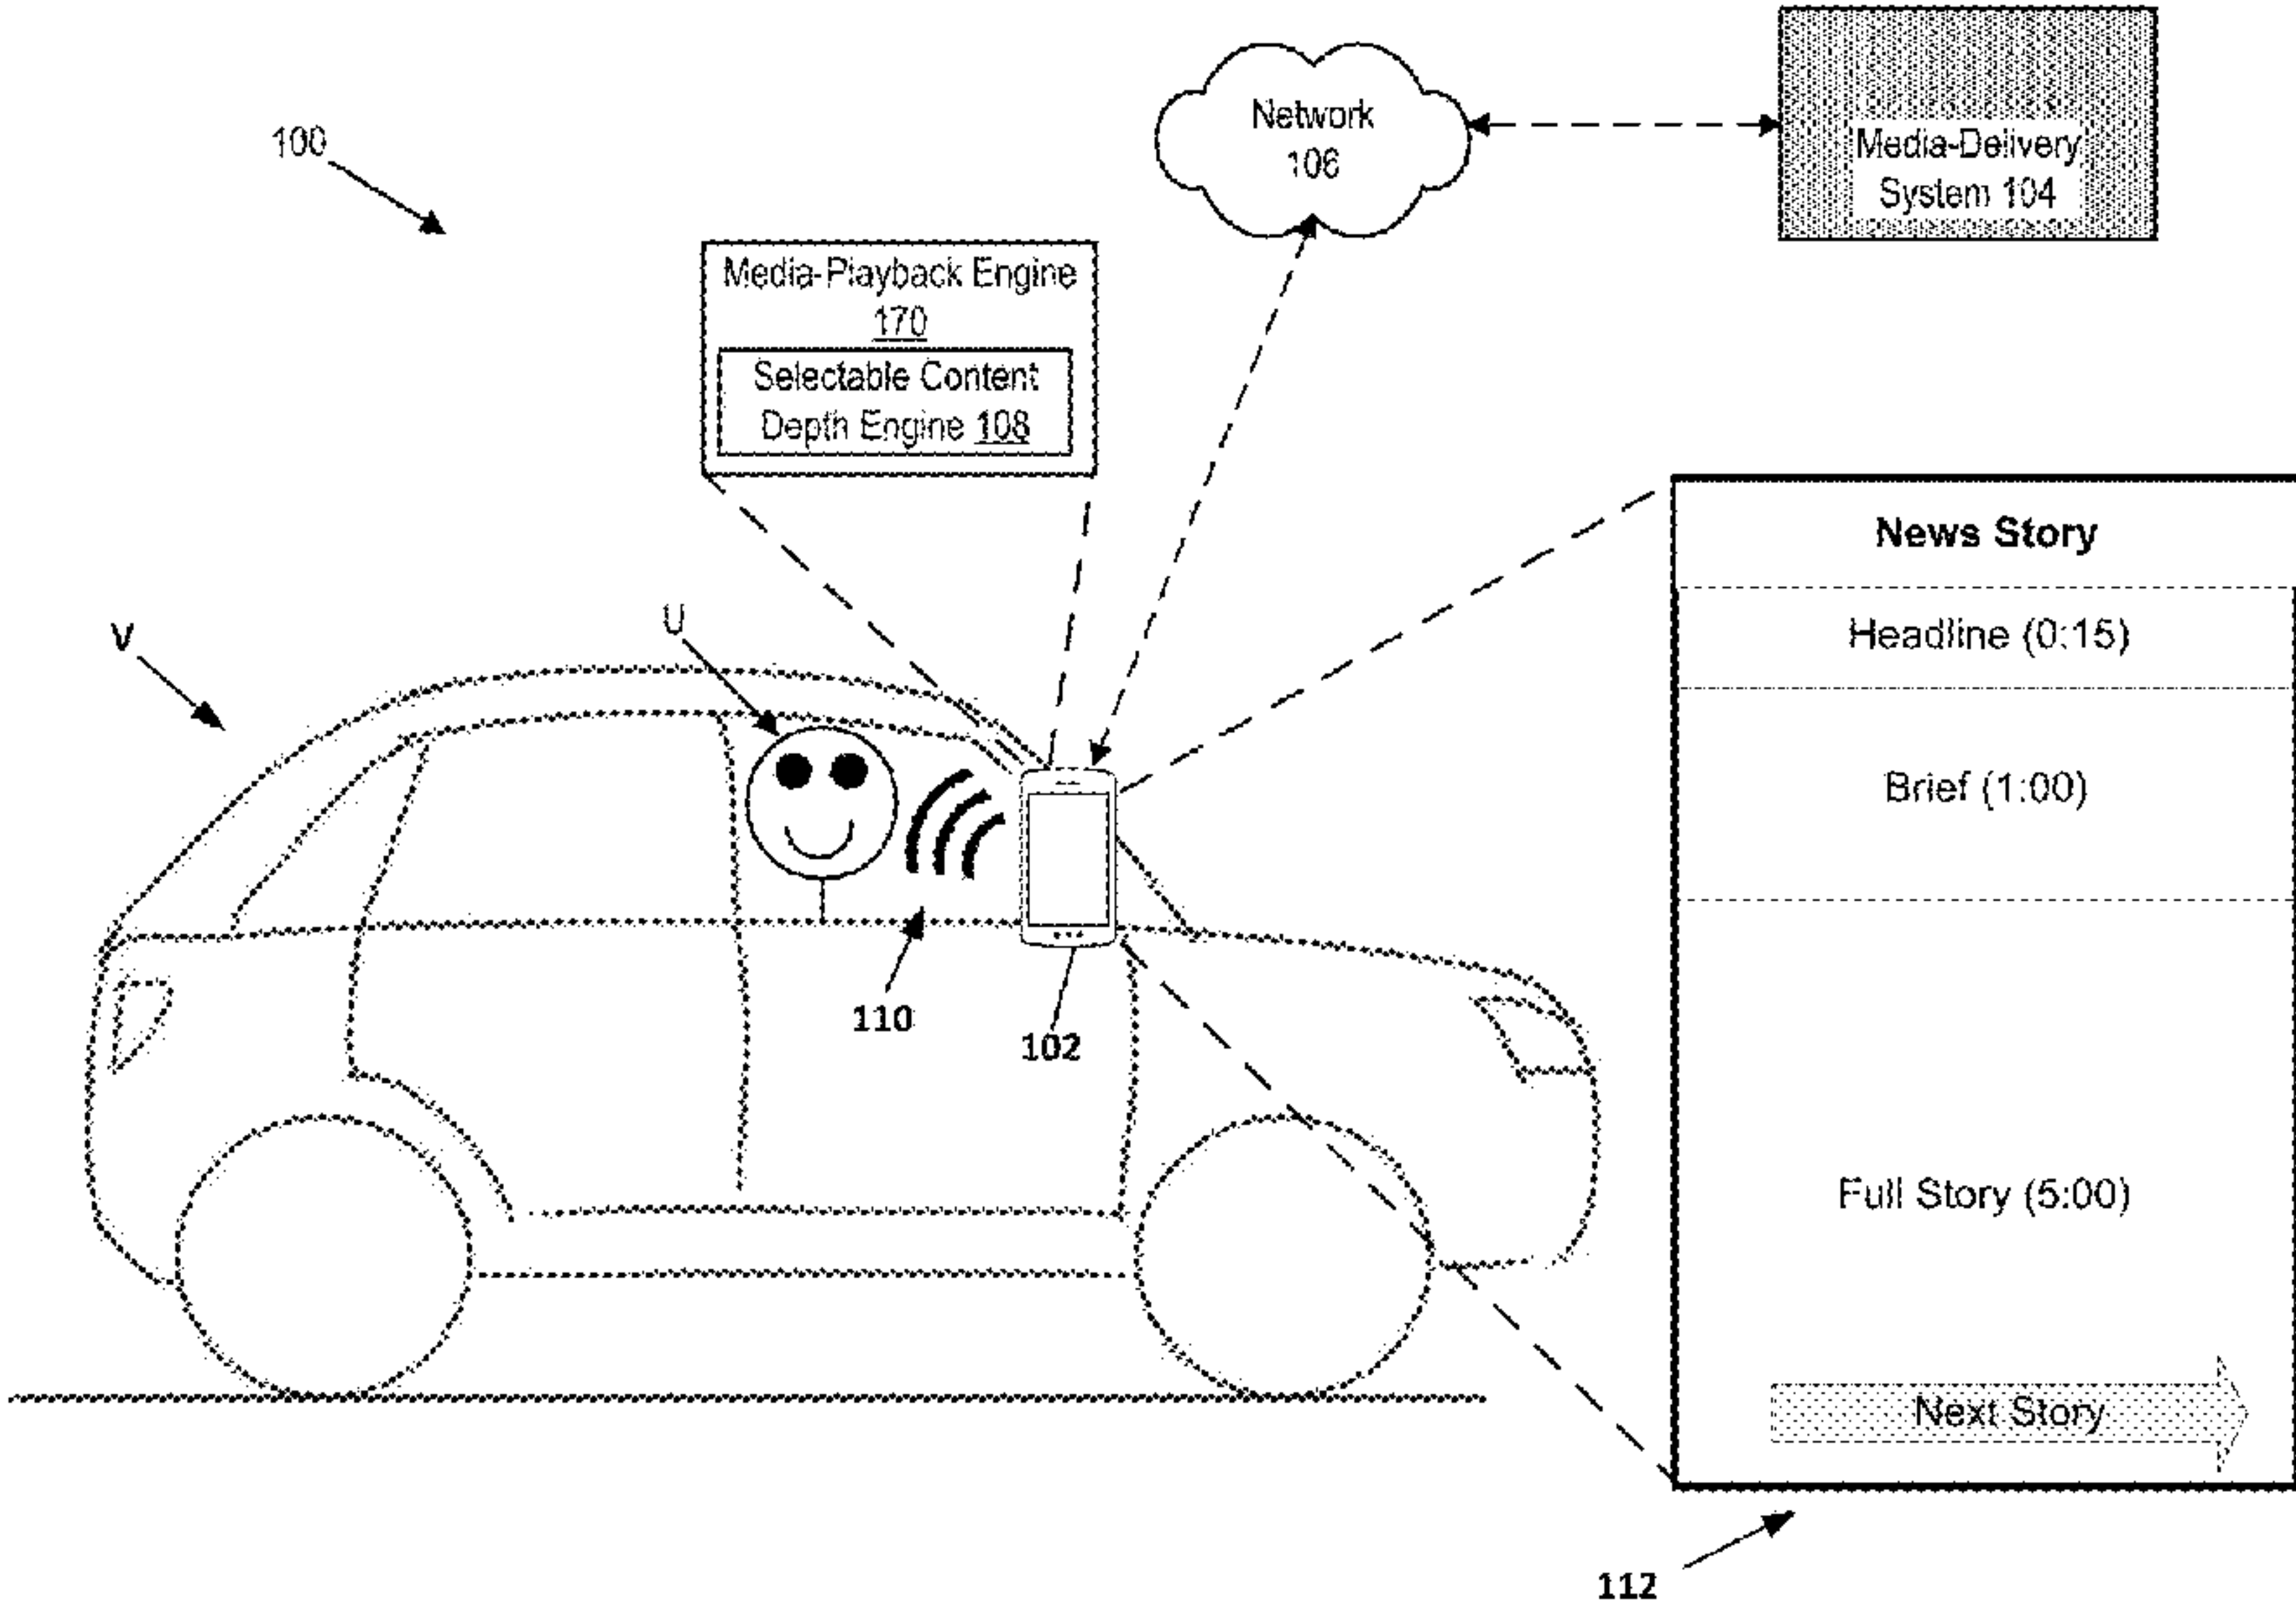 100
Network
106
Media-Delivery
System 104
Media-Playback Engine
170
Selectable Content
Depth Engine 108
V
U
110
102
News Story
Headline (0:15)
Brief (1:00)
Full Story (5:00)
Next Story
112